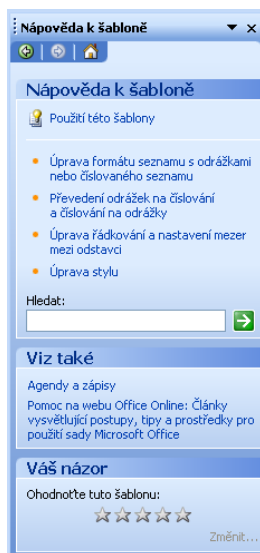 Nápověda k šabloně
Nápověda k šabloně
Použití této šablony
Úprava formátu seznamu s odrážkami
nebo číslovaného seznamu
Převedení odrážek na číslování
a číslování na odrážky
Úprava řádkování a nastavení mezer
mezi odstavci
Úprava stylu
Hledat:
Viz také
Agendy a zápisy
Pomoc na webu Office Online: Články
vysvětlující postupy, tipy a prostředky pro
použití sady Microsoft Office
Váš názor
Ohodnoťte tuto šablonu:
Změnit...